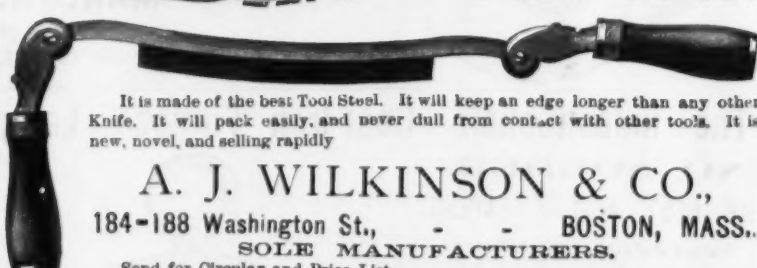 It is made of the best Tool Steel. It will keep an edge longer than any other
Knife. It will pack easily, and never dull from contact with other tools. It is
new, novel, and selling rapidly
A. J. WILKINSON & CO.,
184-188 Washington St., - - BOSTON, MASS.
SOLE MANUFACTURERS.
Send for Circular and Price List